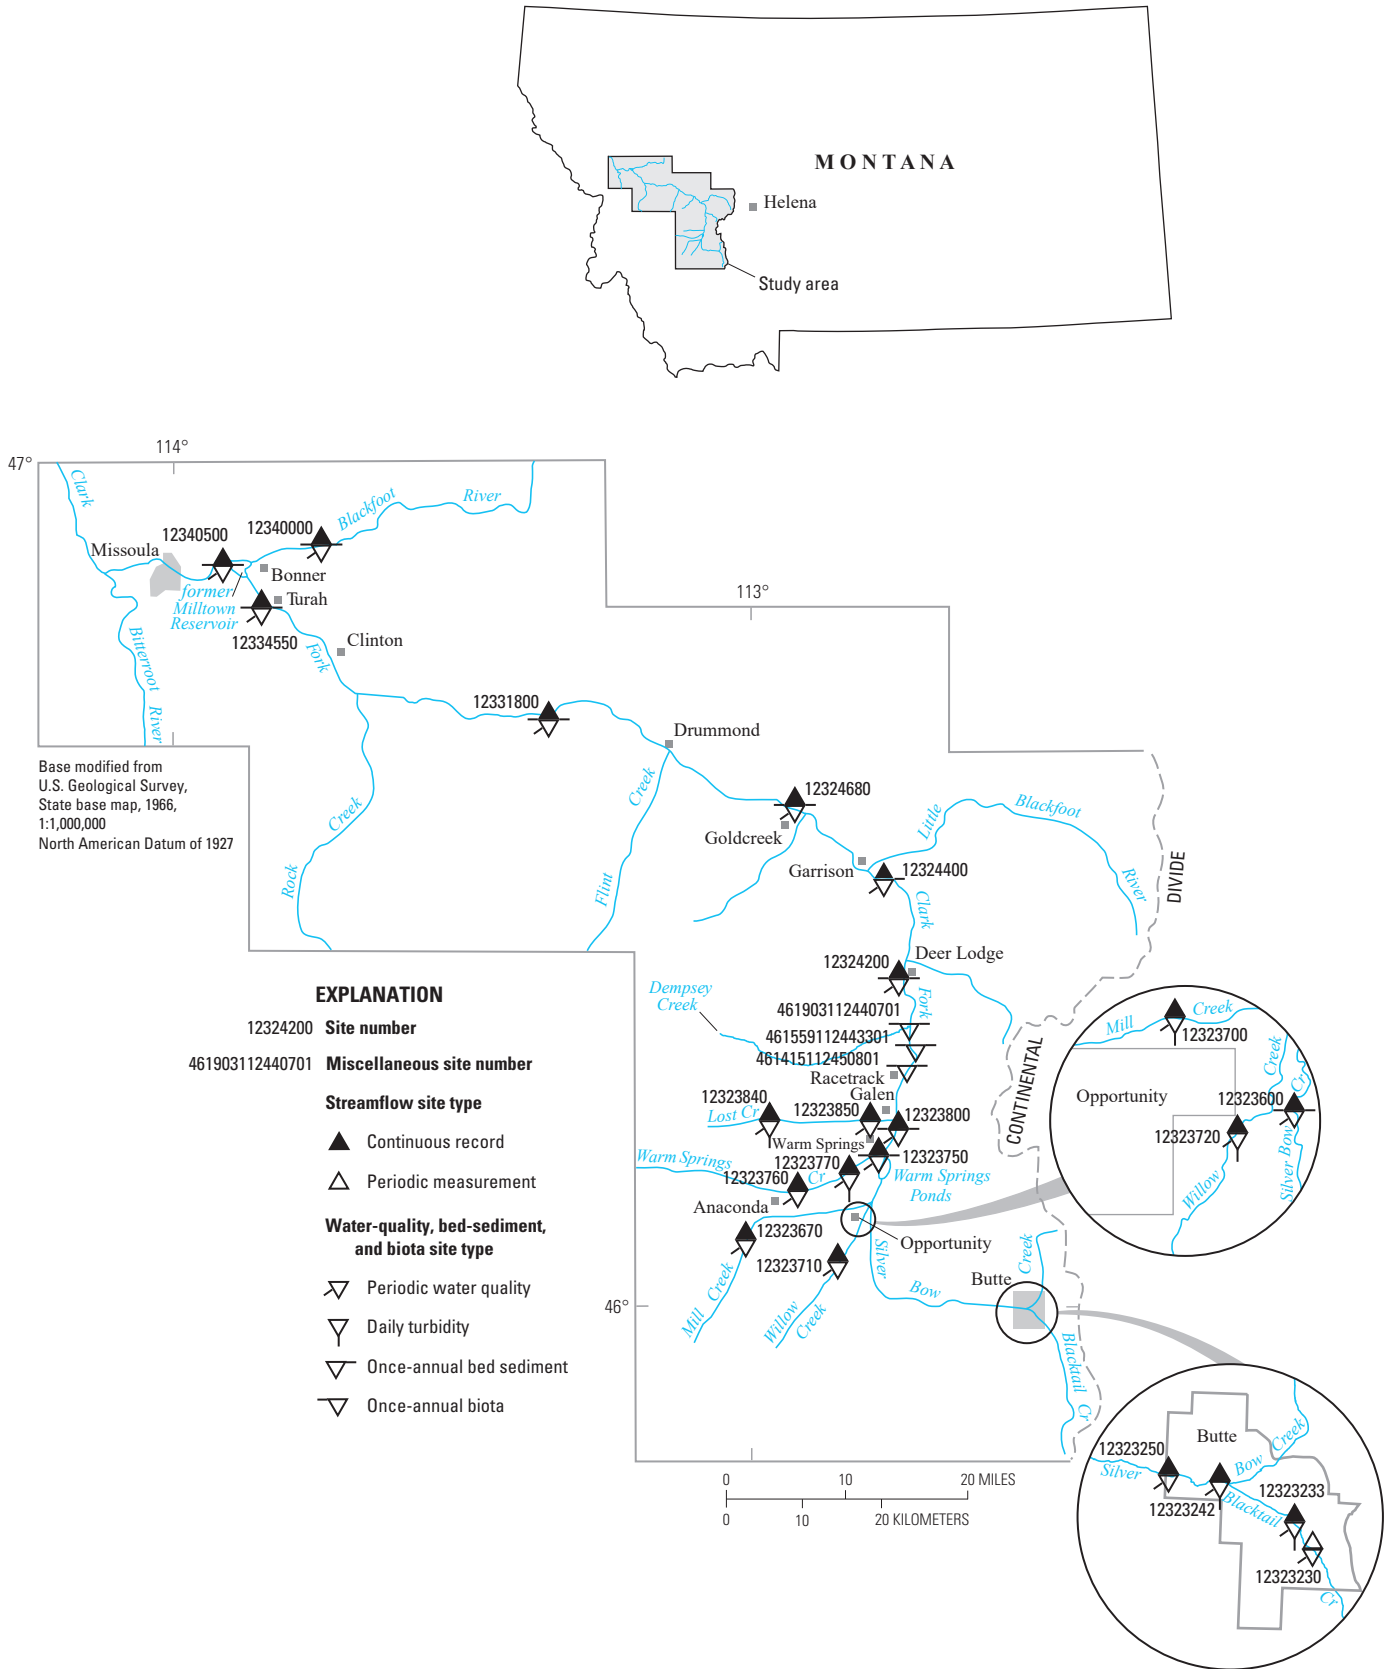 MONTANA
Helena
Study area
114°
47°
Clark
Blackfoot
River
12340500
12340000
Missoula
Bonner
former
Milltown
Reservoir
Turah
12334550
Clinton
Fork
Bitterroot
River
113°
12331800
Drummond
Base modified from
U.S. Geological Survey,
State base map, 1966,
1:1,000,000
North American Datum of 1927
Rock
Creek
Flint
Creek
12324680
Goldcreek
Garrison
Little
Blackfoot
River
12324400
Clark
Fork
DIVIDE
CONTINENTAL
12324200
Deer Lodge
Dempsey
Creek
461903112440701
461559112443301
461415112450801
Racetrack
Galen
12323840
12323850
12323800
Lost Cr
Warm Springs
12323750
Warm Springs
Cr
12323770
12323760
Warm Springs
Ponds
Anaconda
12323670
Opportunity
12323710
Mill Creek
Willow
Creek
Silver
Bow
Butte
Creek
Blacktail Cr
46°
EXPLANATION
12324200 Site number
461903112440701 Miscellaneous site number
Streamflow site type
Continuous record
Periodic measurement
Water-quality, bed-sediment,
and biota site type
Periodic water quality
Daily turbidity
Once-annual bed sediment
Once-annual biota
Mill Creek
12323700
Creek
Opportunity
12323600
12323720
Willow
Silver Bow Cr
Butte
12323250
Silver
Bow Creek
12323233
12323242
Blacktail
12323230
Cr
0 10 20 MILES
0 10 20 KILOMETERS